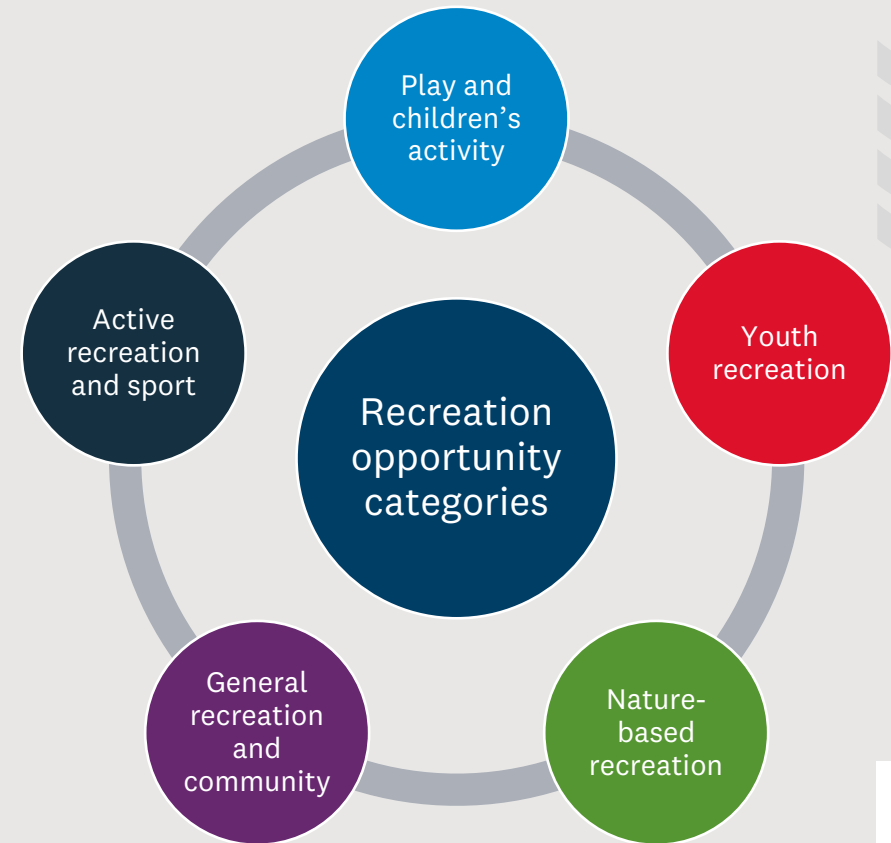 Play and
children's
activity
Active
recreation
and sport
Youth
recreation
Recreation
opportunity
categories
General
recreation
and
community
Nature-
based
recreation